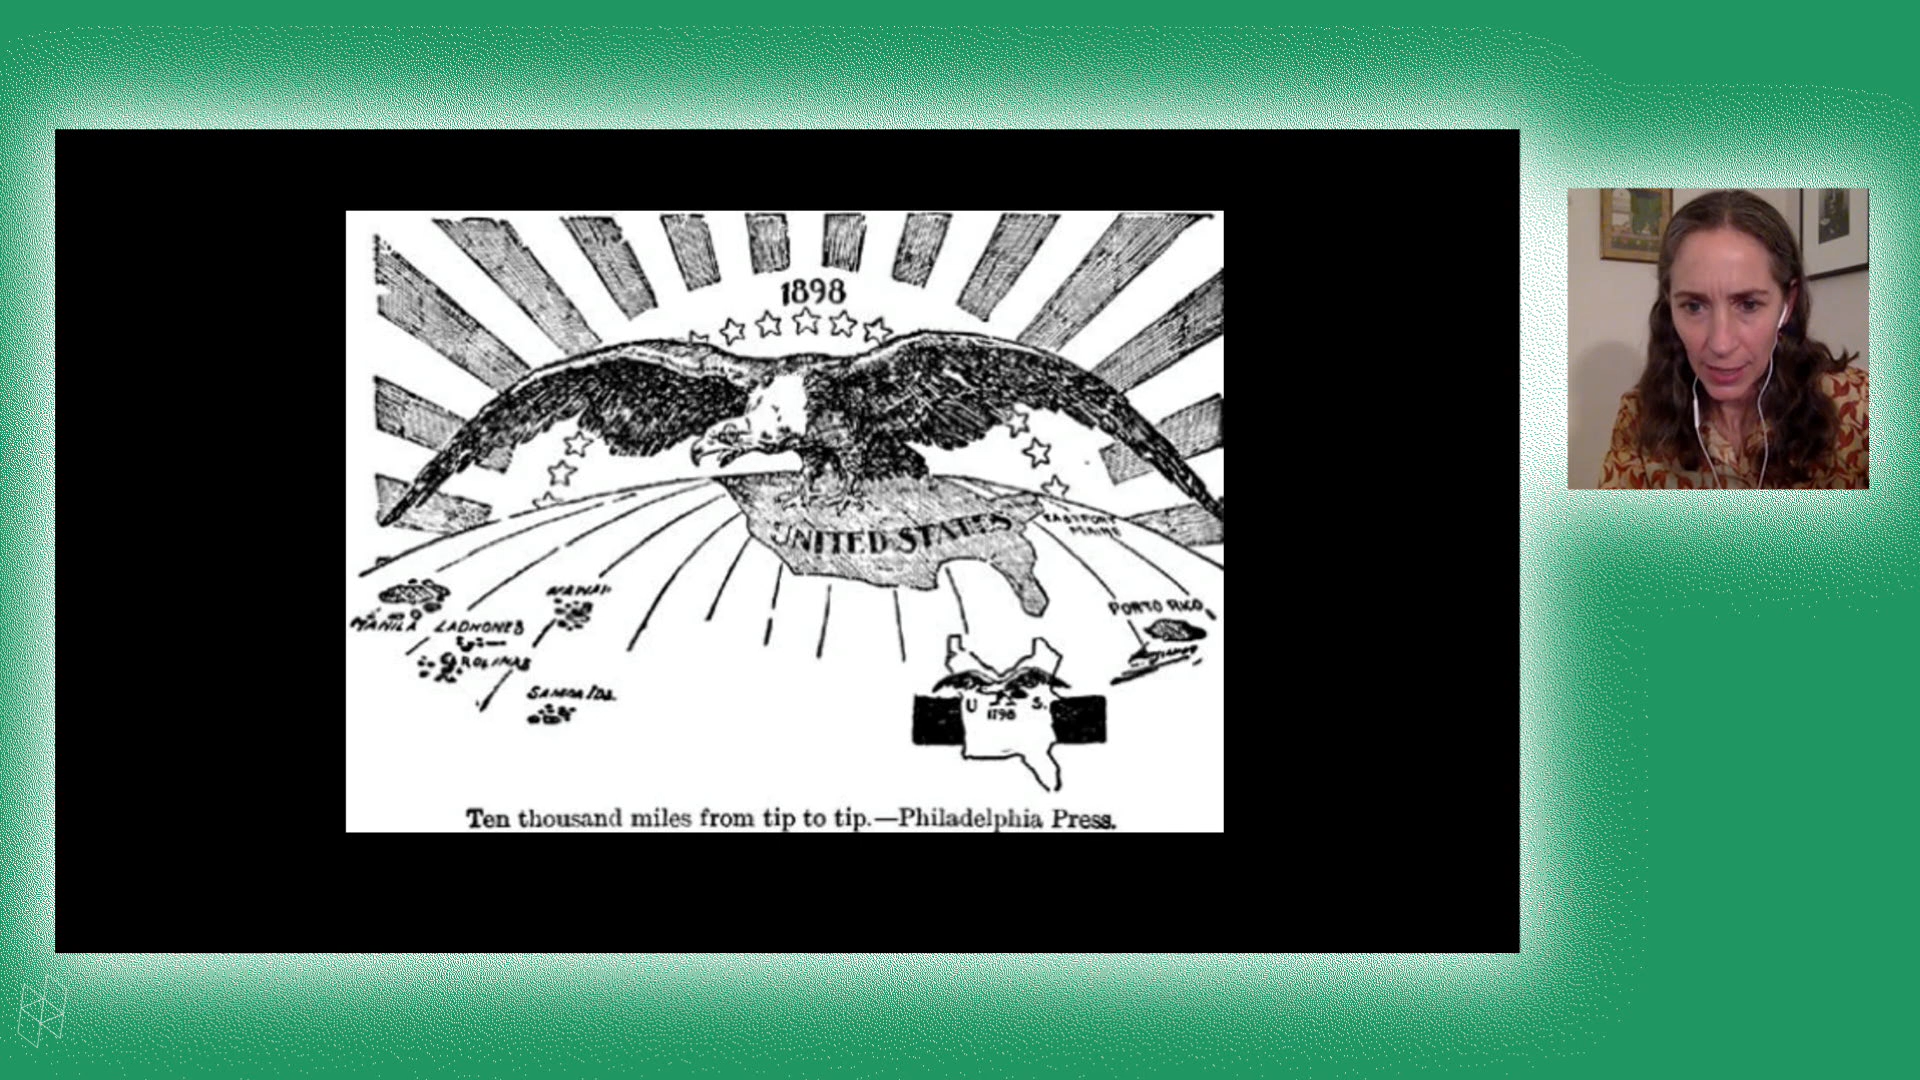 1898
UNITED STATES
EASTPORT
MAINE
HAWAII
PORTO RICO
MANILA
LADRONES
CAROLINAS
SAMOA IDS.
U S.
1798
Ten thousand miles from tip to tip.—Philadelphia Press.